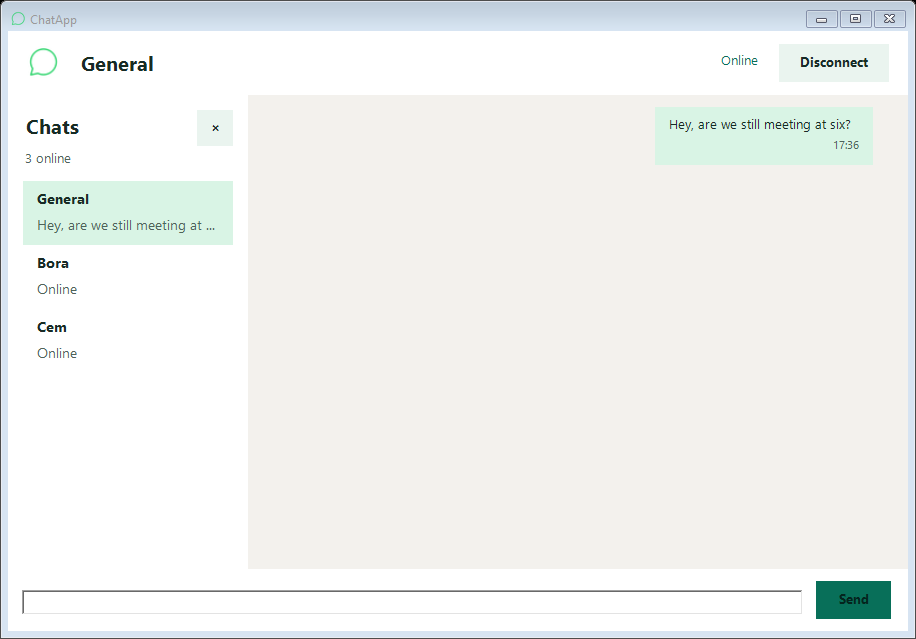 ChatApp
General
Online
Disconnect
Chats
×
3 online
General
Hey, are we still meeting at ...
Bora
Online
Cem
Online
Hey, are we still meeting at six?
17:36
Send